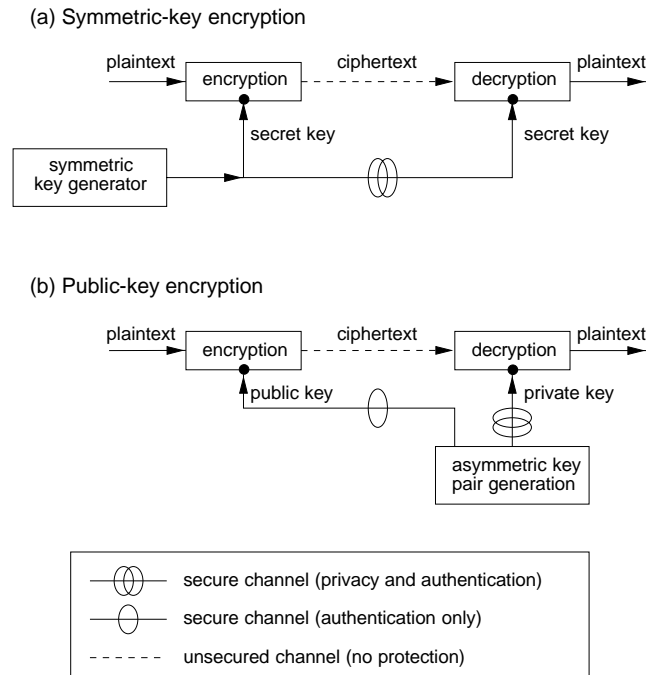 (a) Symmetric-key encryption
plaintext
ciphertext
plaintext
encryption
decryption
secret key
secret key
symmetric
key generator
(b) Public-key encryption
plaintext
ciphertext
plaintext
encryption
decryption
public key
private key
asymmetric key
pair generation
secure channel (privacy and authentication)
secure channel (authentication only)
unsecured channel (no protection)